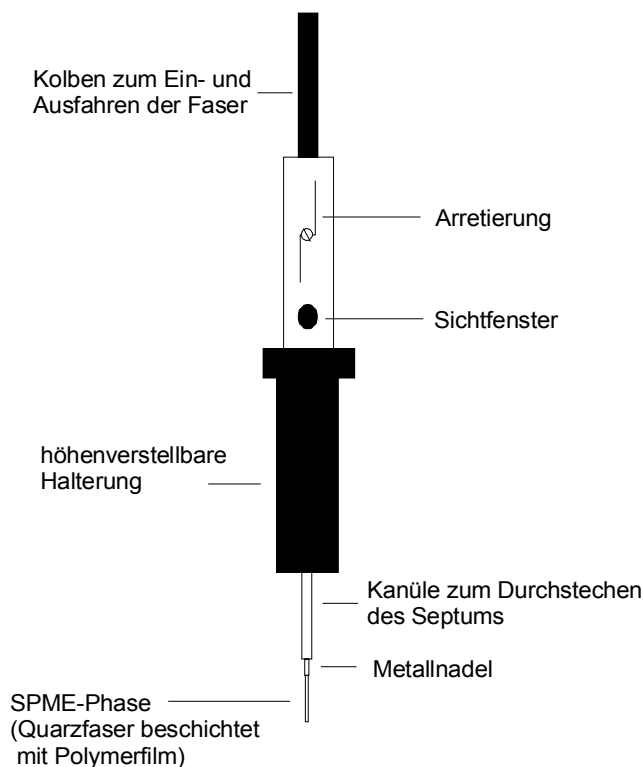 Kolben zum Ein- und
Ausfahren der Faser
Arretierung
Sichtfenster
höhenverstellbare
Halterung
Kanüle zum Durchstechen
des Septums
Metallnadel
SPME-Phase
(Quarzfaser beschichtet
mit Polymerfilm)